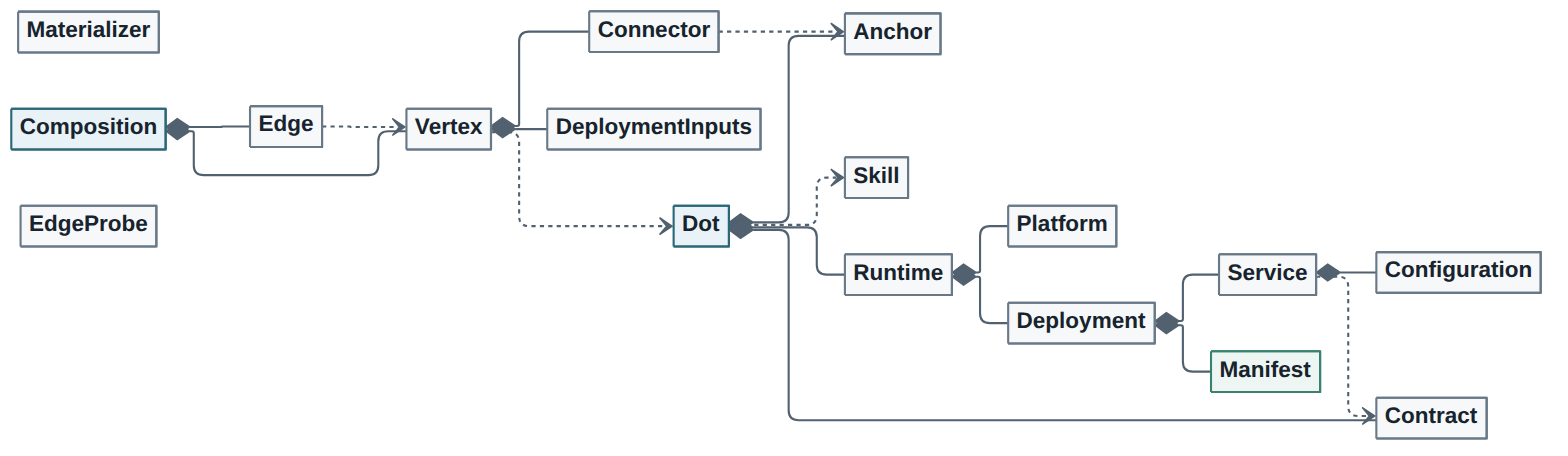 Materializer
Connector
Anchor
Composition
Edge
Vertex
DeploymentInputs
Skill
EdgeProbe
Dot
Platform
Runtime
Service
Configuration
Deployment
Manifest
Contract